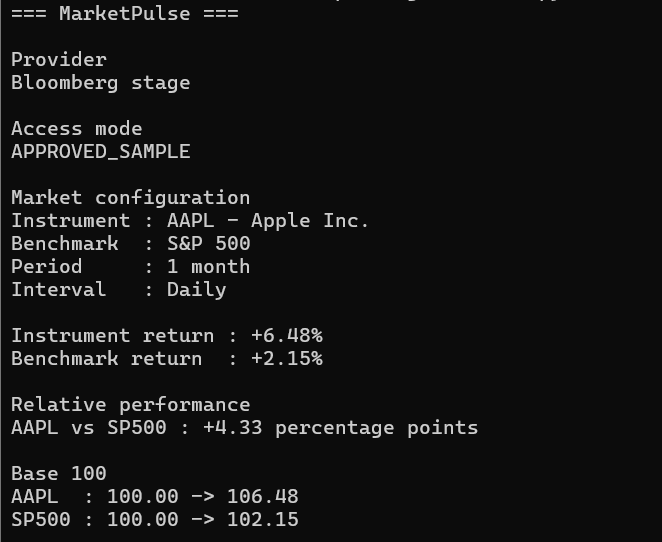 === MarketPulse ===
Provider
Bloomberg stage
Access mode
APPROVED_SAMPLE
Market configuration
Instrument : AAPL - Apple Inc.
Benchmark  : S&P 500
Period     : 1 month
Interval   : Daily
Instrument return : +6.48%
Benchmark return  : +2.15%
Relative performance
AAPL vs SP500 : +4.33 percentage points
Base 100
AAPL  : 100.00 -> 106.48
SP500 : 100.00 -> 102.15